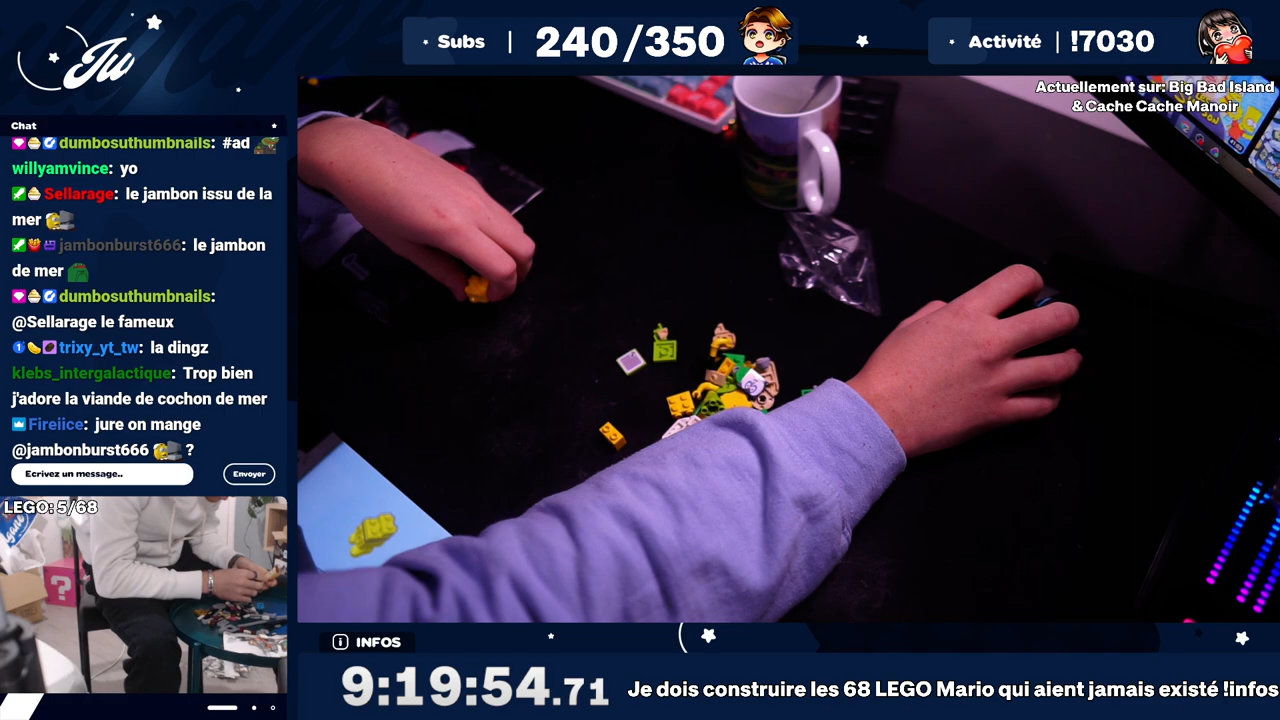 Ju
Subs | 240/350
Activité | !7030
Actuellement sur: Big Bad Island
& Cache Cache Manoir
Chat
dumbosuthumbnails: #ad
willyamvince: yo
Sellarage: le jambon issu de la
mer
jambonburst666: le jambon
de mer
dumbosuthumbnails:
@Sellarage le fameux
trixy_yt_tw: la dingz
klebs_intergalactique: Trop bien
j'adore la viande de cochon de mer
Fireiice: jure on mange
@jambonburst666 ?
Ecrivez un message..
Envoyer
LEGO: 5/68
?
INFOS
9:19:54.71
Je dois construire les 68 LEGO Mario qui aient jamais existé !infos